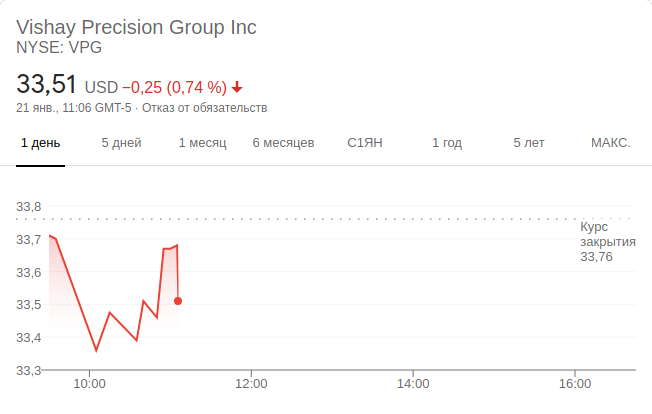 Vishay Precision Group Inc
NYSE: VPG
33,51 USD −0,25 (0,74 %)
21 янв., 11:06 GMT-5 · Отказ от обязательств
1 день 5 дней 1 месяц 6 месяцев С1ЯН 1 год 5 лет МАКС.
33,8
Курс
33,7 закрытия
33,76
33,6
33,5
33,4
33,3
10:00 12:00 14:00 16:00